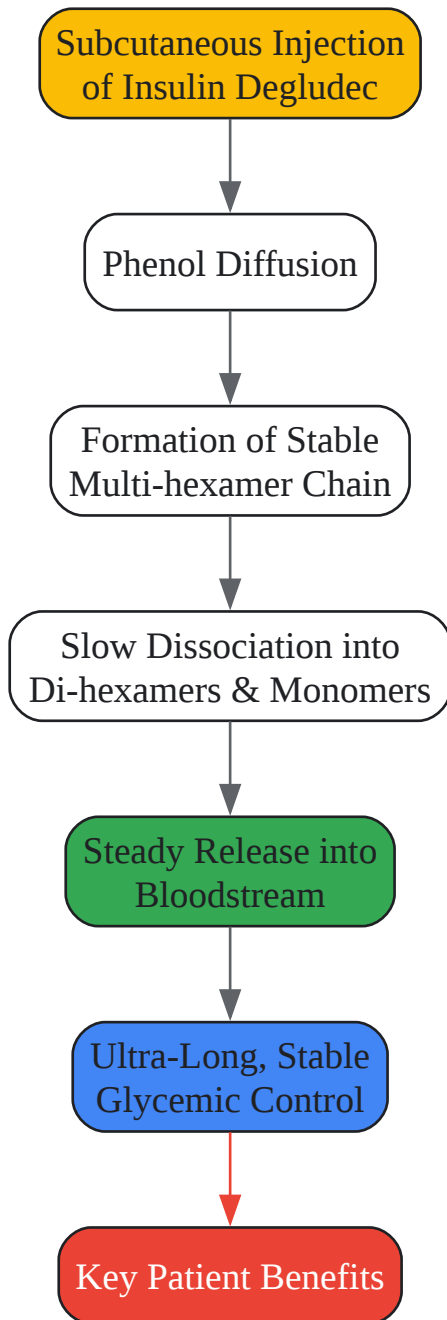 Subcutaneous Injection
of Insulin Degludec
Phenol Diffusion
Formation of Stable
Multi-hexamer Chain
Slow Dissociation into
Di-hexamers & Monomers
Steady Release into
Bloodstream
Ultra-Long, Stable
Glycemic Control
Key Patient Benefits